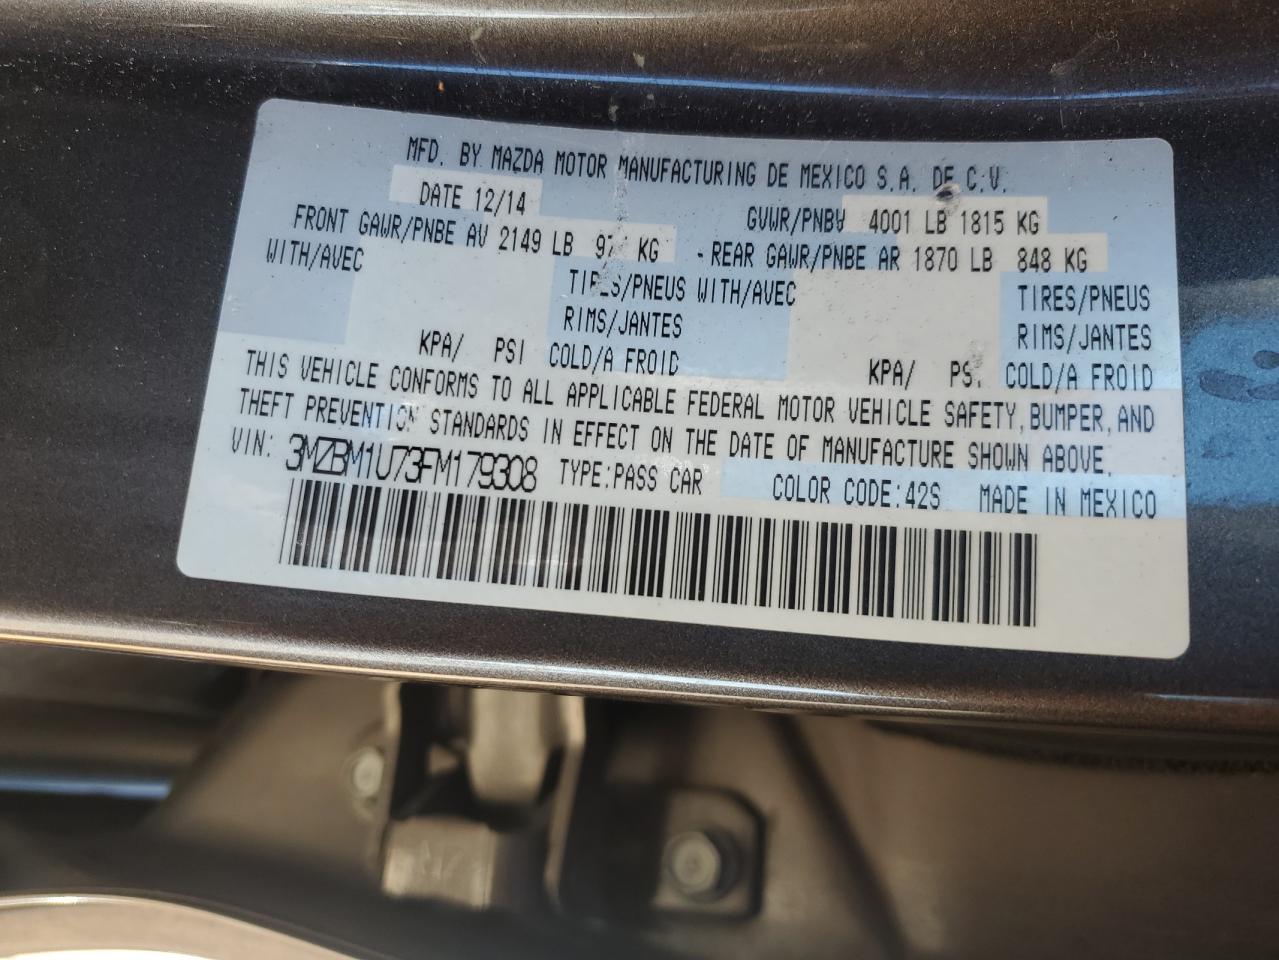 MFD. BY MAZDA MOTOR MANUFACTURING DE MEXICO S.A. DE C.V.
DATE 12/14 GVWR/PNBV 4001 LB 1815 KG
FRONT GAWR/PNBE AV 2149 LB KG - REAR GAWR/PNBE AR 1870 LB 848 KG
WITH/AVEC TIRES/PNEUS WITH/AVEC TIRES/PNEUS
RIMS/JANTES RIMS/JANTES
KPA/ PSI COLD/A FROID KPA/ PSI COLD/A FROID
THIS VEHICLE CONFORMS TO ALL APPLICABLE FEDERAL MOTOR VEHICLE SAFETY, BUMPER, AND
THEFT PREVENTION STANDARDS IN EFFECT ON THE DATE OF MANUFACTURE SHOWN ABOVE.
VIN: 3MZBM1U73FM179308 TYPE:PASS CAR COLOR CODE:42S MADE IN MEXICO